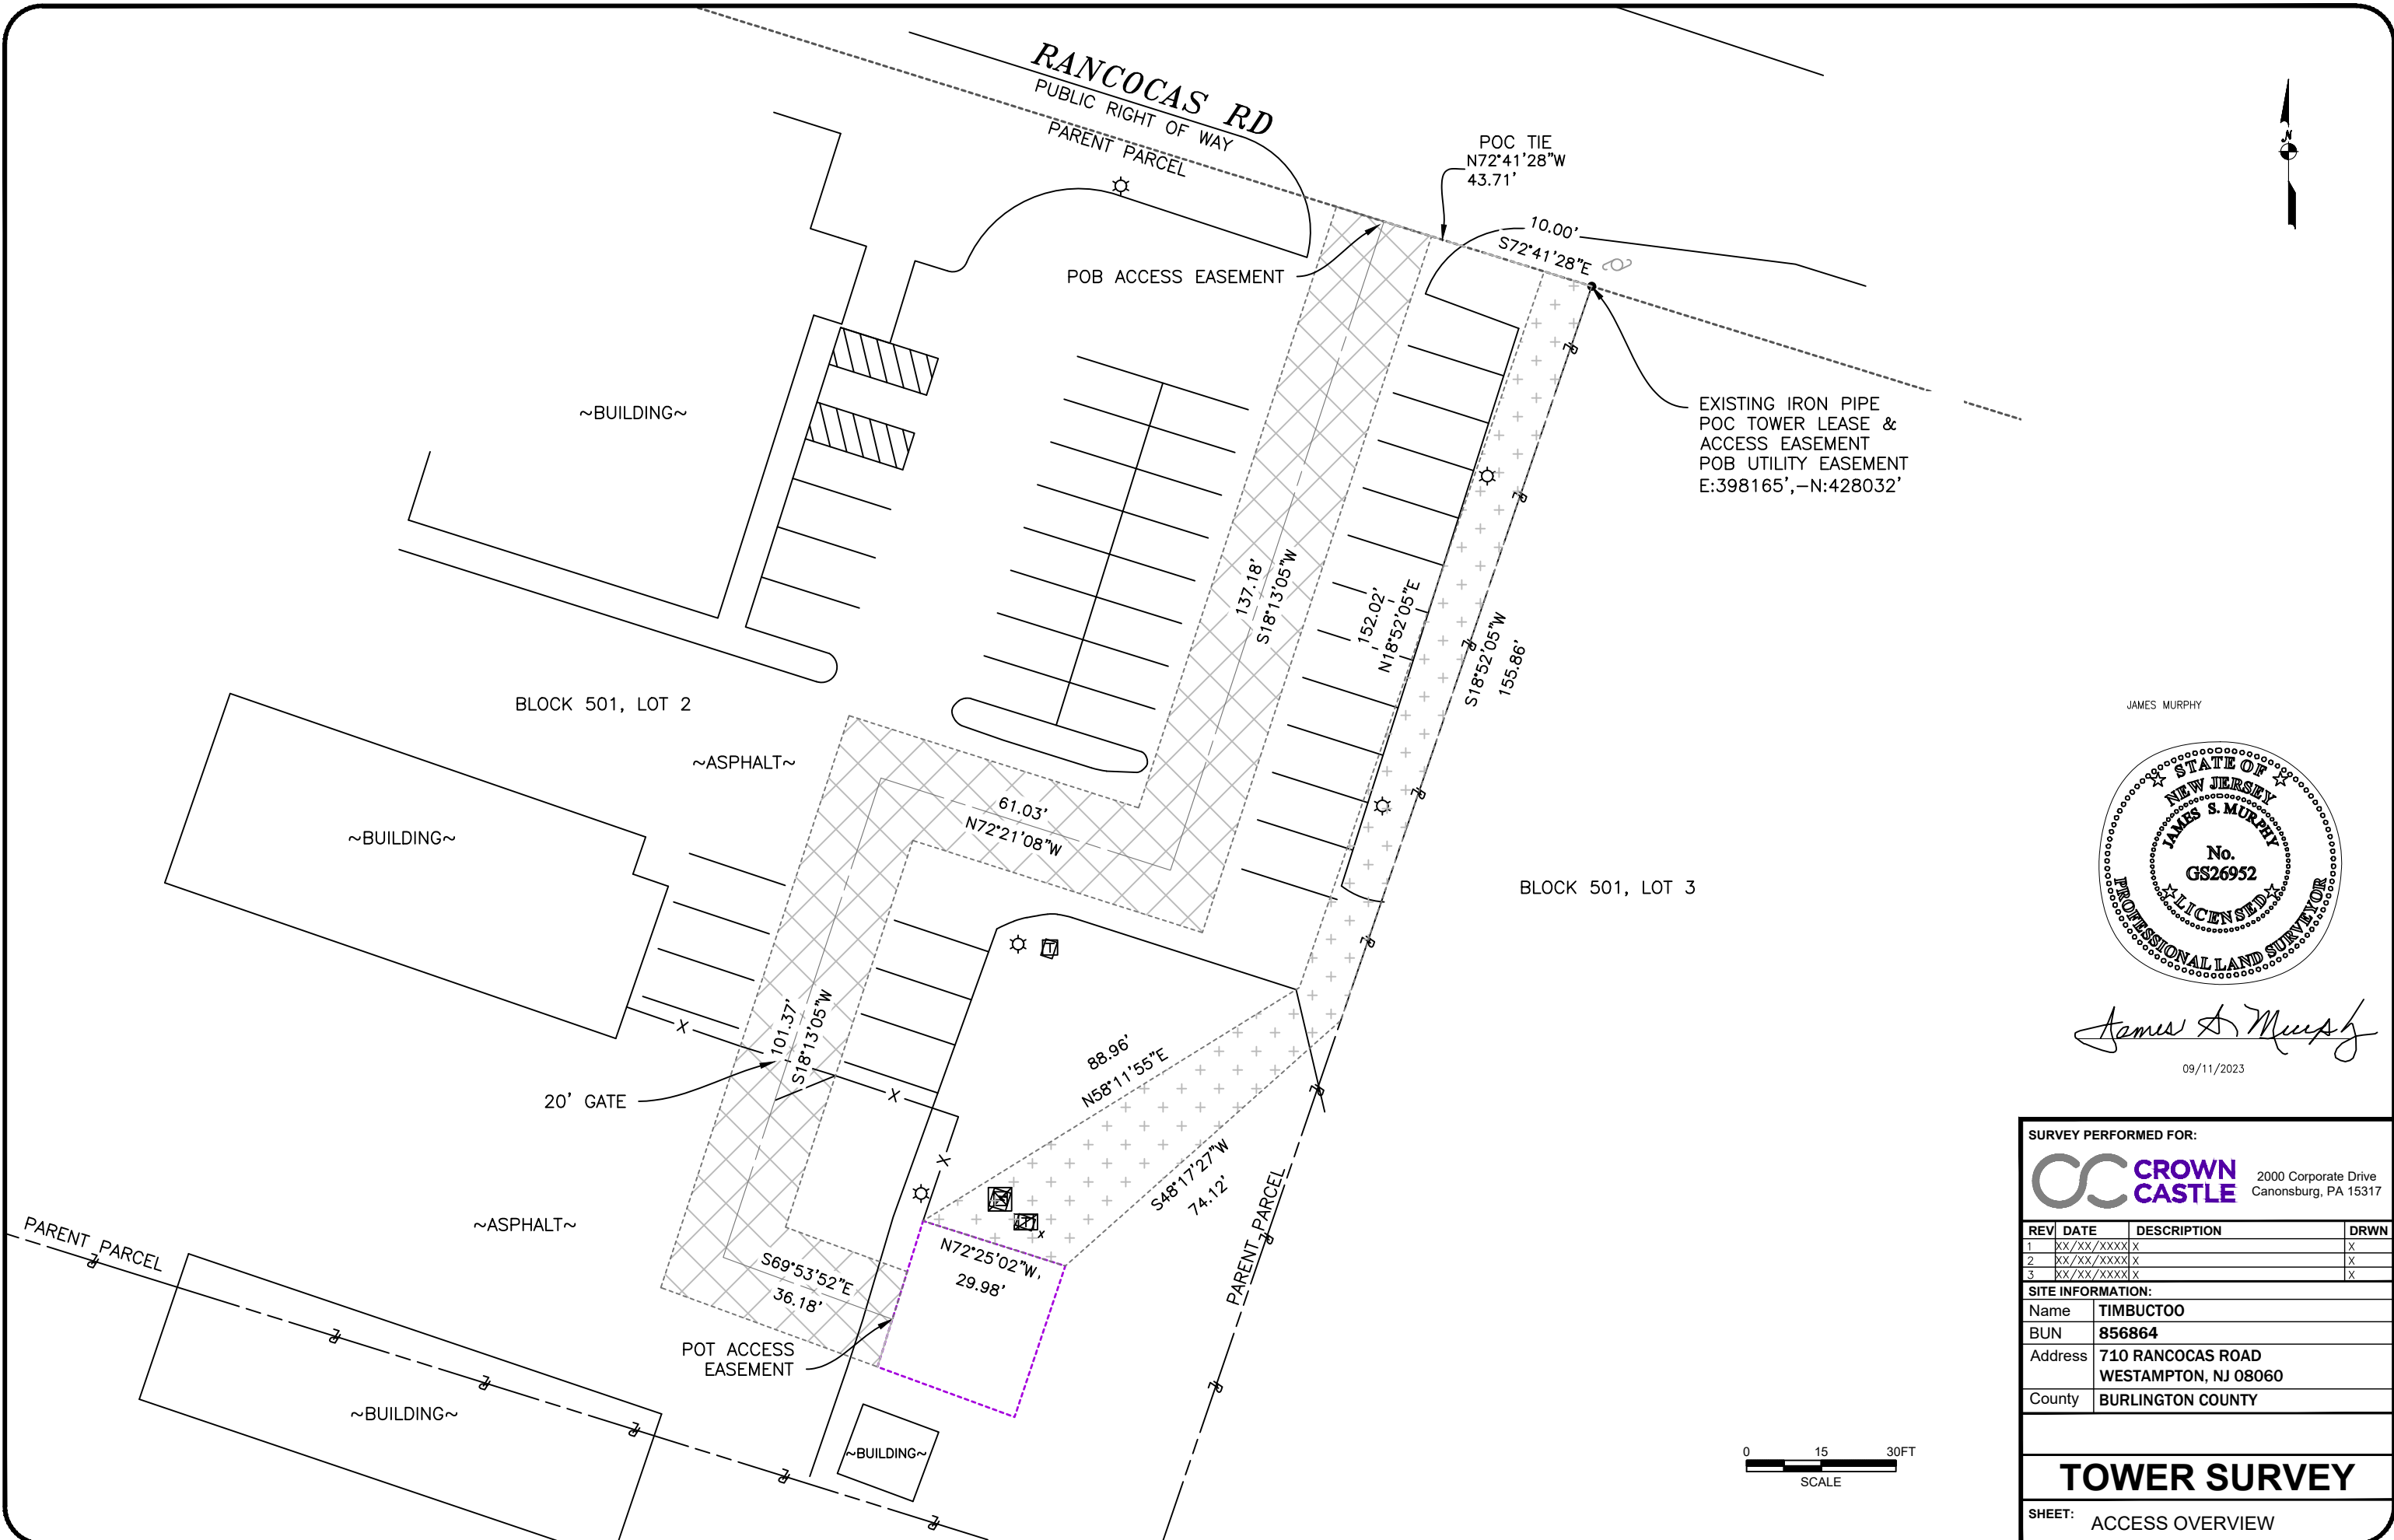 RANCOCAS RD
PUBLIC RIGHT OF WAY
PARENT PARCEL
POC TIE
N72°41'28"W
43.71'
N
10.00'
S72°41'28"E
POB ACCESS EASEMENT
EXISTING IRON PIPE
POC TOWER LEASE &
ACCESS EASEMENT
POB UTILITY EASEMENT
E:398165',-N:428032'
~BUILDING~
137.18'
S18°13'05"W
152.02'
N18°52'05"E
S18°52'05"W
155.86'
BLOCK 501, LOT 2
~ASPHALT~
61.03'
N72°21'08"W
~BUILDING~
BLOCK 501, LOT 3
JAMES MURPHY
STATE OF
NEW JERSEY
JAMES S. MURPHY
No.
GS26952
LICENSED
PROFESSIONAL LAND SURVEYOR
James S Murphy
09/11/2023
X
101.37'
S18°13'05"W
20' GATE
X
X
88.96'
N58°11'55"E
S48°17'27"W
74.12'
PARENT PARCEL
PARENT PARCEL
~ASPHALT~
x
N72°25'02"W,
29.98'
S69°53'52"E
36.18'
POT ACCESS
EASEMENT
~BUILDING~
~BUILDING~
0 15 30FT
SCALE
SURVEY PERFORMED FOR:
CC CROWN
CASTLE
2000 Corporate Drive
Canonsburg, PA 15317
REV DATE DESCRIPTION DRWN
1 XX/XX/XXXX X X
2 XX/XX/XXXX X X
3 XX/XX/XXXX X X
SITE INFORMATION:
Name TIMBUCTOO
BUN 856864
Address 710 RANCOCAS ROAD
WESTAMPTON, NJ 08060
County BURLINGTON COUNTY
TOWER SURVEY
SHEET: ACCESS OVERVIEW